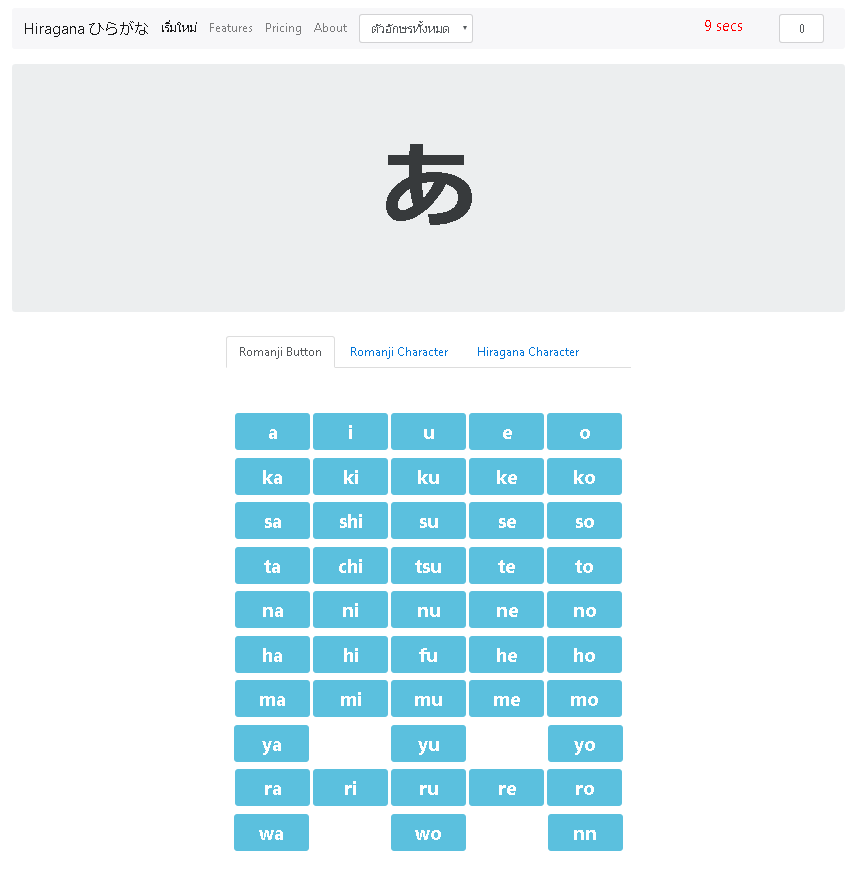 Hiragana ひらがな เริ่มใหม่ Features Pricing About ตัวอักษรทั้งหมด 9 secs 0
あ
Romanji Button Romanji Character Hiragana Character
a i u e o
ka ki ku ke ko
sa shi su se so
ta chi tsu te to
na ni nu ne no
ha hi fu he ho
ma mi mu me mo
ya yu yo
ra ri ru re ro
wa wo nn